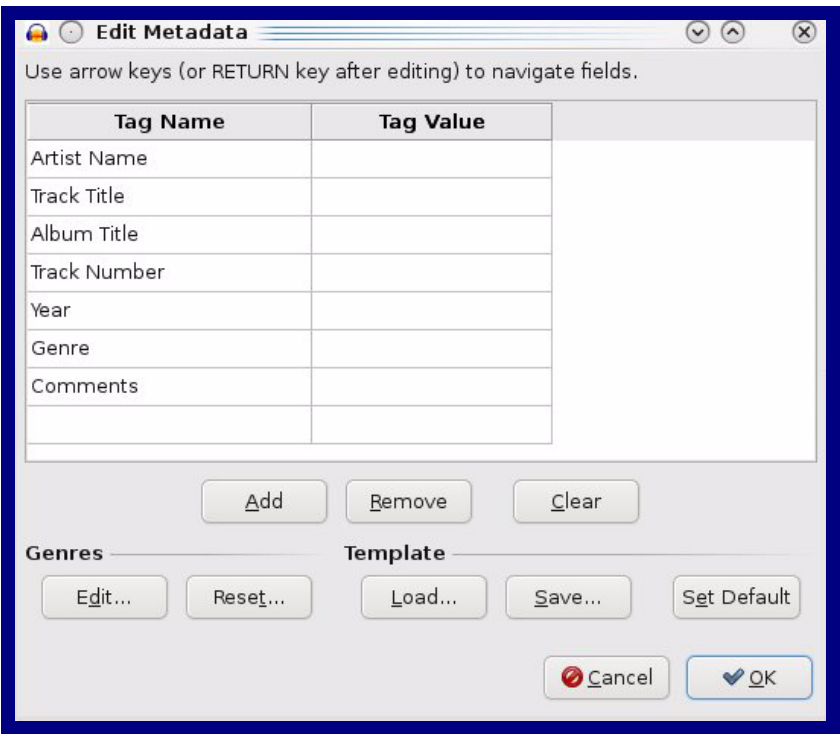 Edit Metadata
Use arrow keys (or RETURN key after editing) to navigate fields.
Tag Name Tag Value
Artist Name
Track Title
Album Title
Track Number
Year
Genre
Comments
Add Remove Clear
Genres Template
Edit... Reset... Load... Save... Set Default
Cancel OK